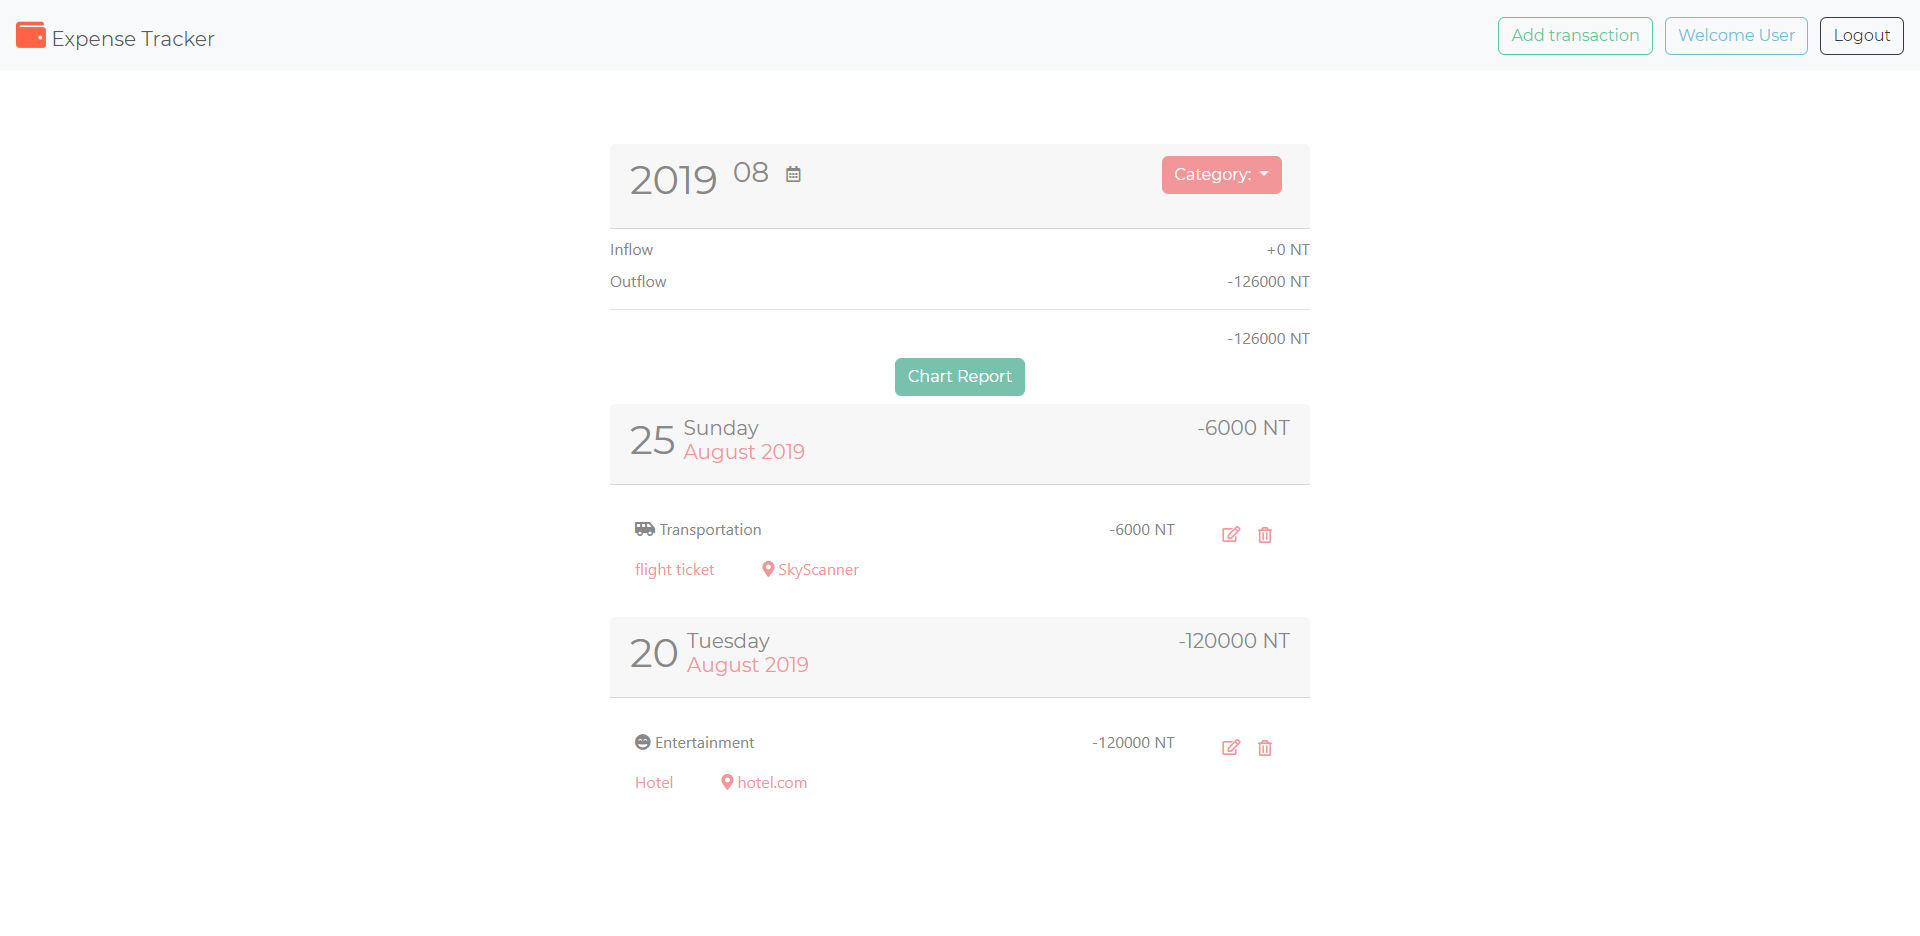 Expense Tracker
Add transaction
Welcome User
Logout
2019 08
Category:
Inflow +0 NT
Outflow -126000 NT
-126000 NT
Chart Report
25 Sunday -6000 NT
August 2019
Transportation -6000 NT
flight ticket SkyScanner
20 Tuesday -120000 NT
August 2019
Entertainment -120000 NT
Hotel hotel.com